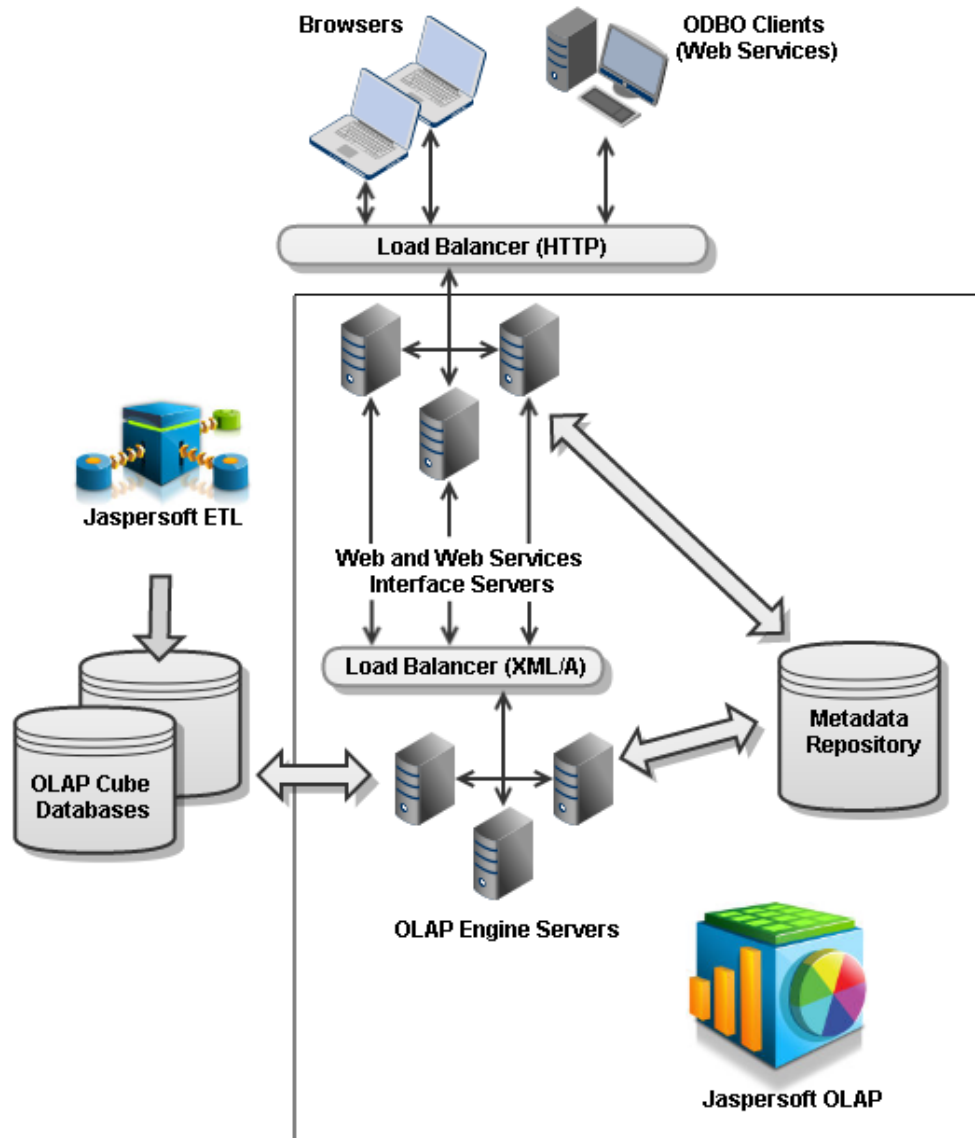 Browsers
ODBO Clients
(Web Services)
Load Balancer (HTTP)
Jaspersoft ETL
Web and Web Services
Interface Servers
Load Balancer (XML/A)
Metadata
Repository
OLAP Cube
Databases
OLAP Engine Servers
Jaspersoft OLAP